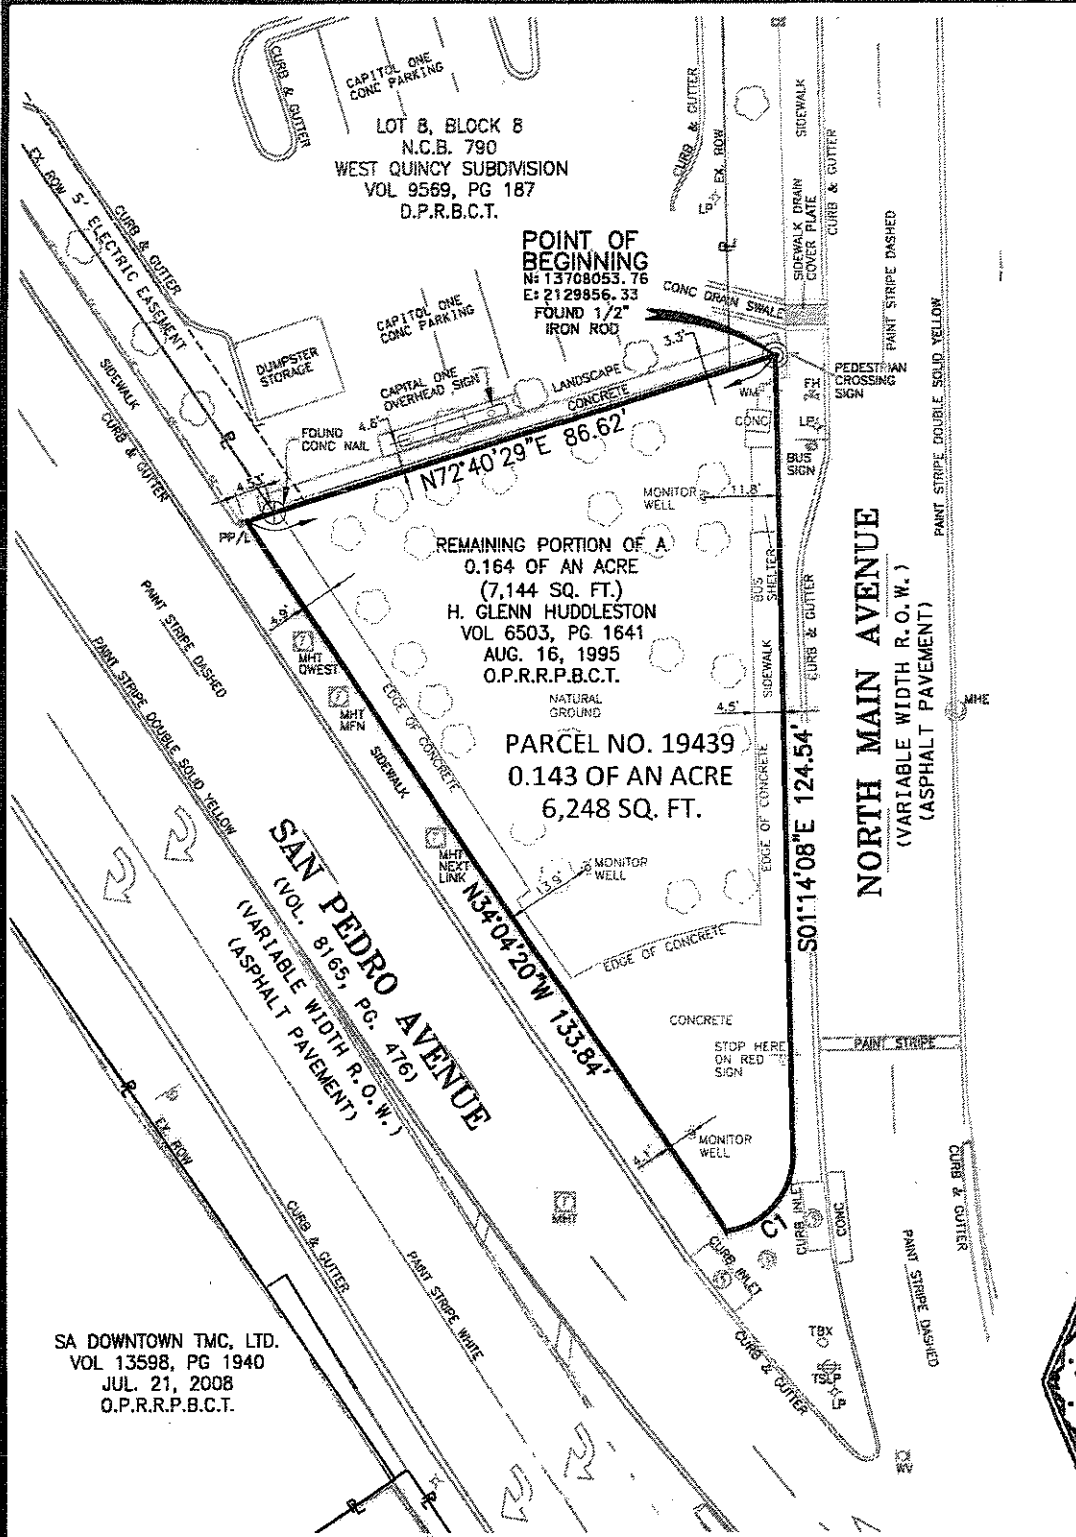 CURB & GUTTER
CAPITOL ONE
CONC PARKING
LOT 8, BLOCK 8
N.C.B. 790
WEST QUINCY SUBDIVISION
VOL 9569, PG 187
D.P.R.B.C.T.
CURB & GUTTER
EX. ROW
LP
SIDEWALK
CURB & GUTTER
SIDEWALK DRAIN
COVER PLATE
PAINT STRIPE DASHED
PAINT STRIPE DOUBLE SOLID YELLOW
EX. ROW
5' ELECTRIC EASEMENT
CURB & GUTTER
SIDEWALK
CURB & GUTTER
POINT OF
BEGINNING
N: 13708053.76
E: 2129856.33
FOUND 1/2"
IRON ROD
CONC DRAIN SWALE
CAPITOL ONE
CONC PARKING
DUMPSTER
STORAGE
CAPITAL ONE
OVERHEAD SIGN
LANDSCAPE
CONCRETE
3.3'
PEDESTRIAN
CROSSING
SIGN
WM
FH
CONC
LP
BUS
SIGN
FOUND
CONC NAIL
4.6'
N72°40'29"E 86.62'
4.53'
PP/L
MONITOR
WELL
11.8'
REMAINING PORTION OF A
0.164 OF AN ACRE
(7,144 SQ. FT.)
H. GLENN HUDDLESTON
VOL 6503, PG 1641
AUG. 16, 1995
O.P.R.R.P.B.C.T.
BUS
SHELTER
SIDEWALK
CURB & GUTTER
NATURAL
GROUND
4.5'
PARCEL NO. 19439
0.143 OF AN ACRE
6,248 SQ. FT.
EDGE OF CONCRETE
S01°14'08"E 124.54'
NORTH MAIN AVENUE
(VARIABLE WIDTH R.O.W.)
(ASPHALT PAVEMENT)
MHE
PAINT
STRIPE DASHED
PAINT STRIPE DOUBLE SOLID YELLOW
MHT
QWEST
MHT
MFN
SIDEWALK
EDGE OF CONCRETE
MHT
NEXT
LINK
13.9'
MONITOR
WELL
N34°04'20"W 133.84'
EDGE OF CONCRETE
CONCRETE
STOP HERE
ON RED
SIGN
PAINT STRIPE
SAN PEDRO AVENUE
(VOL. 8165, PG. 476)
(VARIABLE WIDTH R.O.W.)
(ASPHALT PAVEMENT)
EX. ROW
4.1'
MONITOR
WELL
CURB & GUTTER
MHT
CURB INLET
CONC
CURB INLET
CURB & GUTTER
PAINT STRIPE DASHED
PAINT STRIPE WHITE
CURB & GUTTER
TBX
TSLP
LP
WV
SA DOWNTOWN TMC, LTD.
VOL 13598, PG 1940
JUL. 21, 2008
O.P.R.R.P.B.C.T.